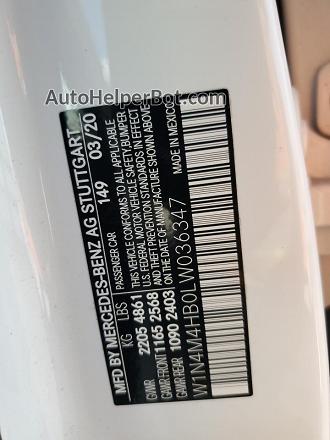 AutoHelperBot.com
MFD BY MERCEDES-BENZ AG STUTTGART
149 03/20
PASSENGER CAR
THIS VEHICLE CONFORMS TO ALL APPLICABLE
U.S. FEDERAL MOTOR VEHICLE SAFETY, BUMPER
AND THEFT PREVENTION STANDARDS IN
EFFECT ON THE DATE OF MANUFACTURE SHOWN ABOVE.
KG LBS
GVWR 2205 4861
GAWR FRONT 1165 2568
GAWR REAR 1090 2403
MADE IN MEXICO
W1N4M4HB0LW036347